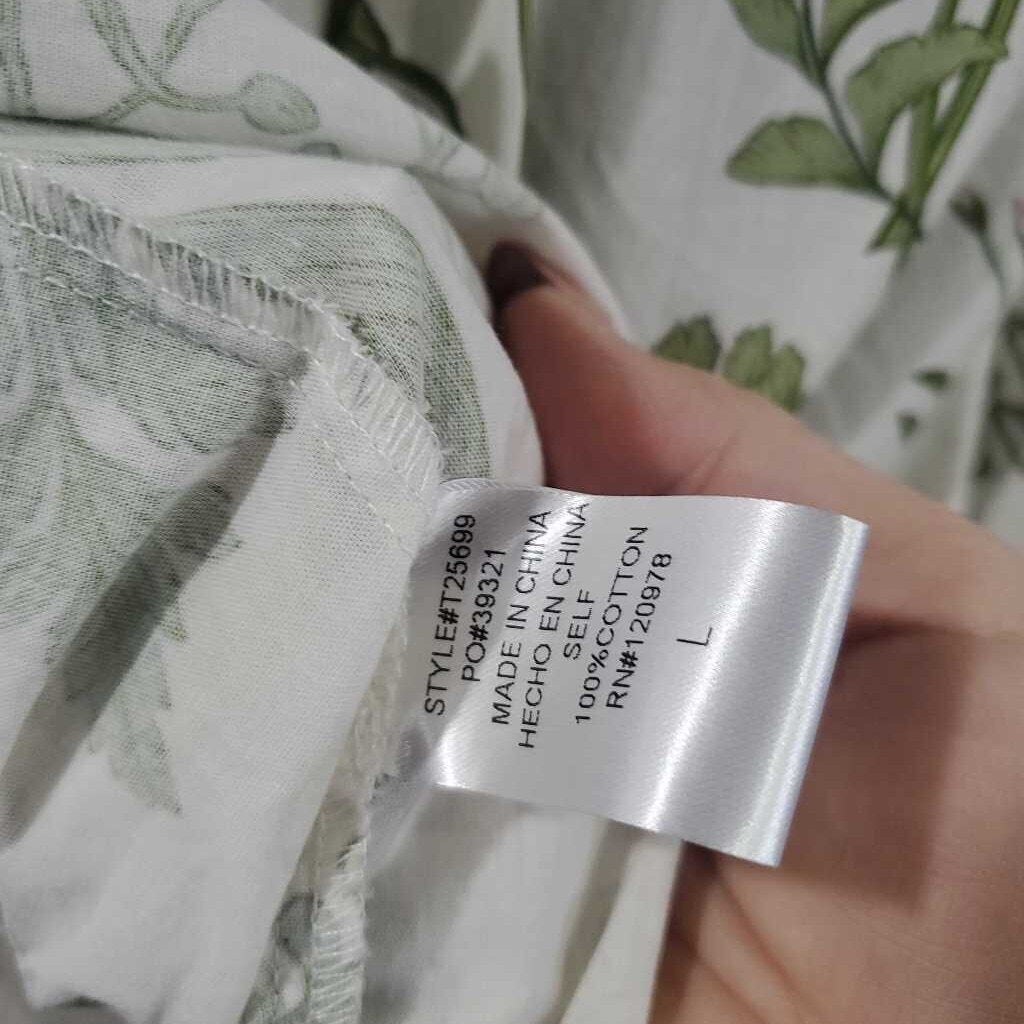 STYLE#T25699
PO#39321
MADE IN CHINA
HECHO EN CHINA
SELF
100%COTTON
RN#120978
L